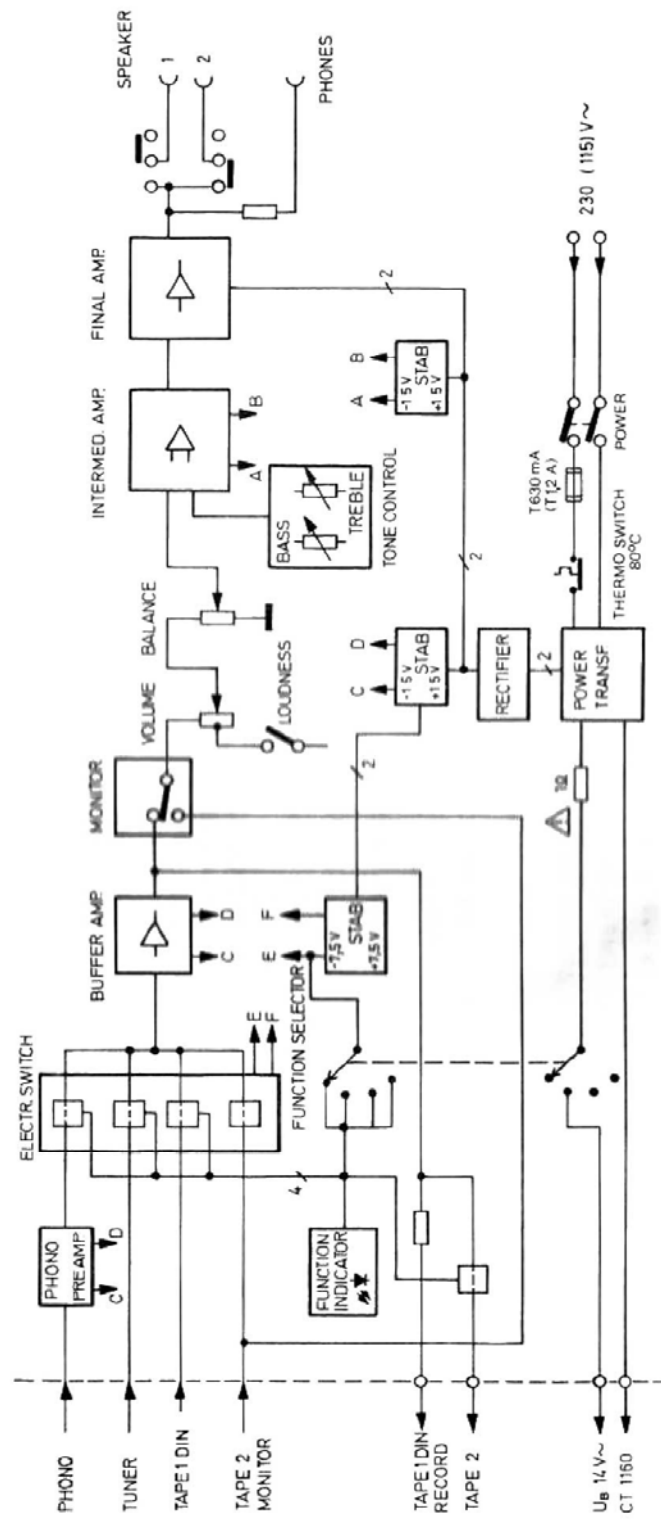 PHONO
TUNER
TAPE 1 DIN
TAPE 2
MONITOR
TAPE 1 DIN
RECORD
TAPE 2
UB 14 V~
CT 1160
PHONO
PREAMP
C
D
ELECTR. SWITCH
E
F
4
FUNCTION
INDICATOR
FUNCTION SELECTOR
BUFFER AMP.
C
D
E
F
-7,5 V
STAB
+7,5 V
MONITOR
VOLUME
BALANCE
LOUDNESS
2
C
D
-15 V
STAB
+15 V
RECTIFIER
2
POWER
TRANSF.
1Ω
INTERMED. AMP.
A
B
BASS
TREBLE
TONE CONTROL
2
A
B
-15 V
STAB
+15 V
2
FINAL AMP.
SPEAKER
1
2
PHONES
THERMO SWITCH
80°C
T630mA
(T1,2 A)
POWER
230 (115) V~